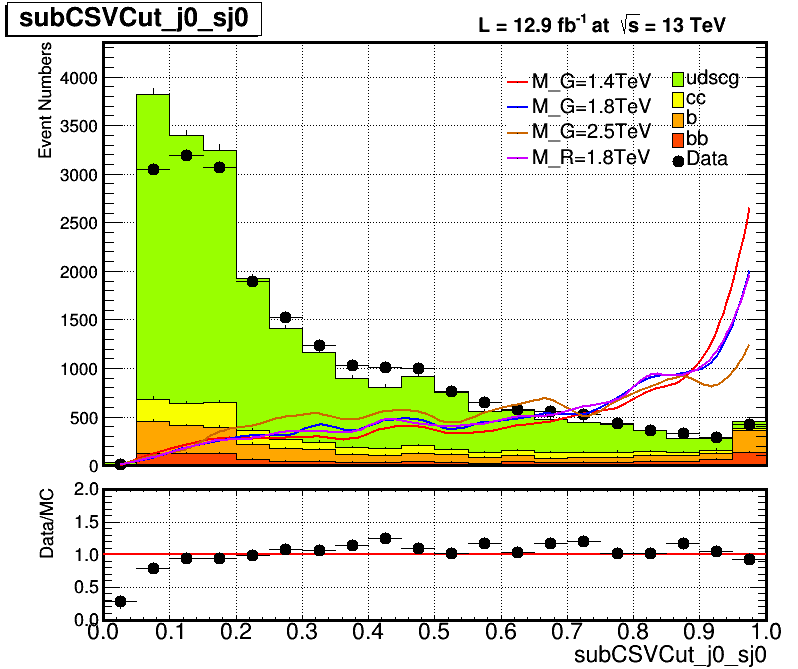 subCSVCut_j0_sj0
L = 12.9 fb-1 at √s = 13 TeV
Event Numbers
4000
3500
3000
2500
2000
1500
1000
500
0
M_G=1.4TeV
M_G=1.8TeV
M_G=2.5TeV
M_R=1.8TeV
udscg
cc
b
bb
Data
Data/MC
2.0
1.5
1.0
0.5
0.0
0.0 0.1 0.2 0.3 0.4 0.5 0.6 0.7 0.8 0.9 1.0
subCSVCut_j0_sj0